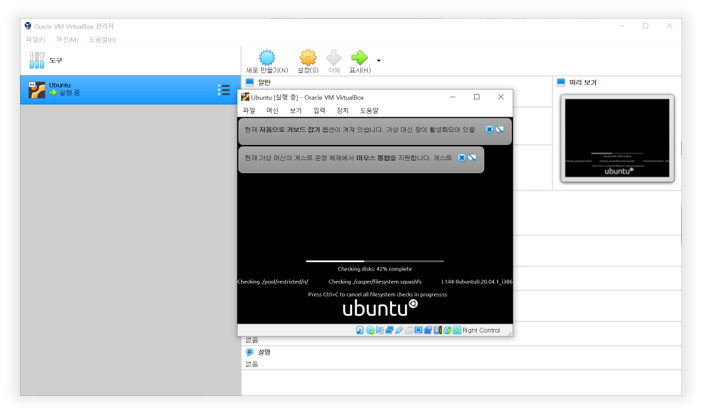 Oracle VM VirtualBox 관리자
파일(F) 머신(M) 도움말(H)
도구
새로 만들기(N) 설정(S) 삭제 표시(H)
Ubuntu
실행 중
일반
미리 보기
Ubuntu [실행 중] - Oracle VM VirtualBox
파일 머신 보기 입력 장치 도움말
현재 자동으로 키보드 잡기 옵션이 켜져 있습니다. 가상 머신 창이 활성화되어 있을
현재 가상 머신의 게스트 운영 체제에서 마우스 통합을 지원합니다. 게스트
Checking disks: 42% complete
Checking ./pool/restricted/n/ Checking ./casper/filesystem.squashfs 1.144-0ubuntu0.20.04.1_i386
Press Ctrl+C to cancel all filesystem checks in progressss
ubuntu
Right Control
없음
설명
없음
ubuntu